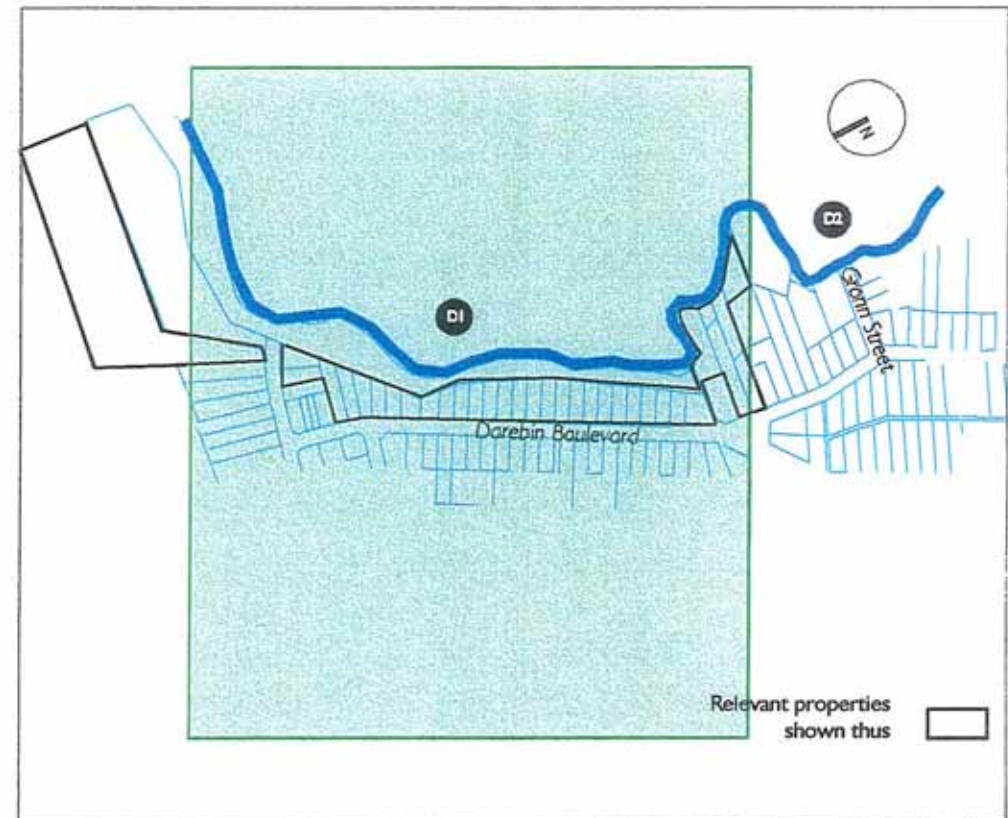 N
D2
Gronn Street
D1
Darebin Boulevard
Relevant properties
shown thus